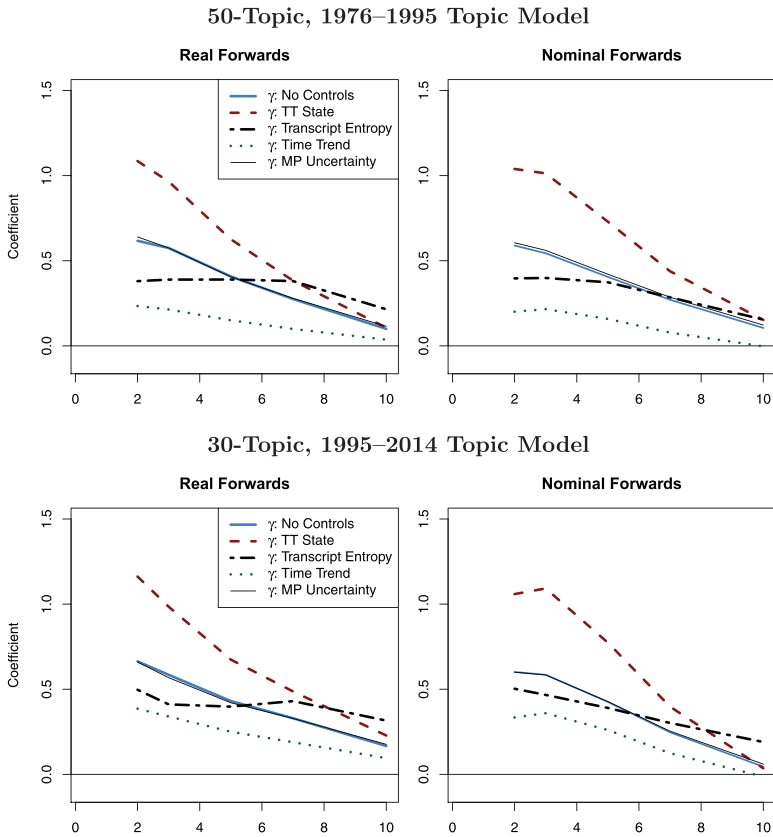 50-Topic, 1976–1995 Topic Model
Real Forwards
Nominal Forwards
Coefficient
1.5
1.0
0.5
0.0
γ: No Controls
γ: TT State
γ: Transcript Entropy
γ: Time Trend
γ: MP Uncertainty
0 2 4 6 8 10
1.5
1.0
0.5
0.0
0 2 4 6 8 10
30-Topic, 1995–2014 Topic Model
Real Forwards
Nominal Forwards
Coefficient
1.5
1.0
0.5
0.0
γ: No Controls
γ: TT State
γ: Transcript Entropy
γ: Time Trend
γ: MP Uncertainty
0 2 4 6 8 10
1.5
1.0
0.5
0.0
0 2 4 6 8 10